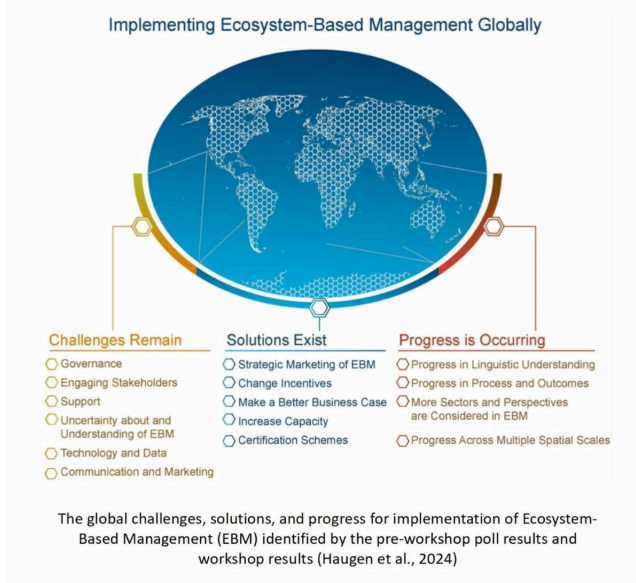 Implementing Ecosystem-Based Management Globally
Challenges Remain
Governance
Engaging Stakeholders
Support
Uncertainty about and
Understanding of EBM
Technology and Data
Communication and Marketing
Solutions Exist
Strategic Marketing of EBM
Change Incentives
Make a Better Business Case
Increase Capacity
Certification Schemes
Progress is Occurring
Progress in Linguistic Understanding
Progress in Process and Outcomes
More Sectors and Perspectives
are Considered in EBM
Progress Across Multiple Spatial Scales
The global challenges, solutions, and progress for implementation of Ecosystem-
Based Management (EBM) identified by the pre-workshop poll results and
workshop results (Haugen et al., 2024)